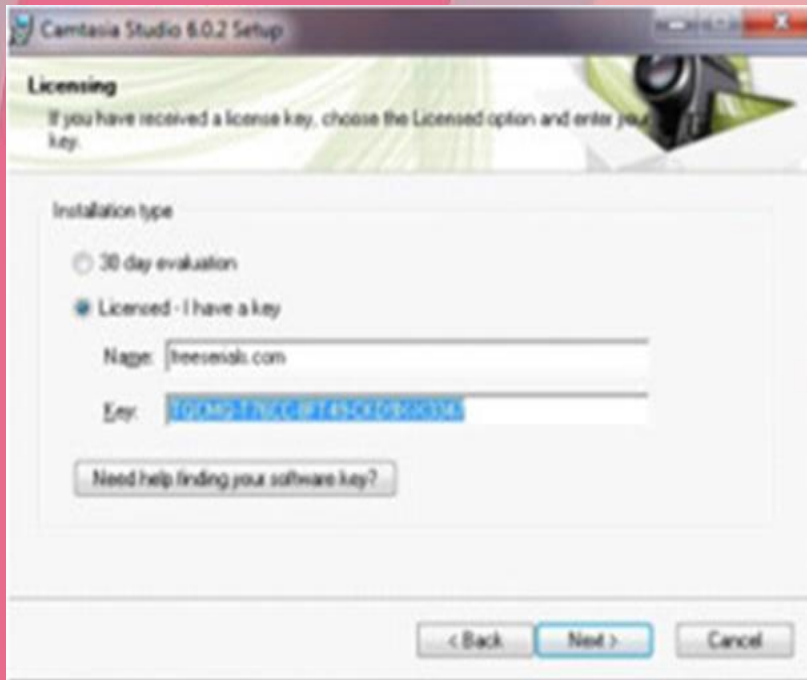 Camtasia Studio 6.0.2 Setup
Licensing
If you have received a license key, choose the Licensed option and enter your
key.
Installation type
30 day evaluation
Licensed - I have a key
Name: freeserials.com
Key:
Need help finding your software key?
< Back Next > Cancel